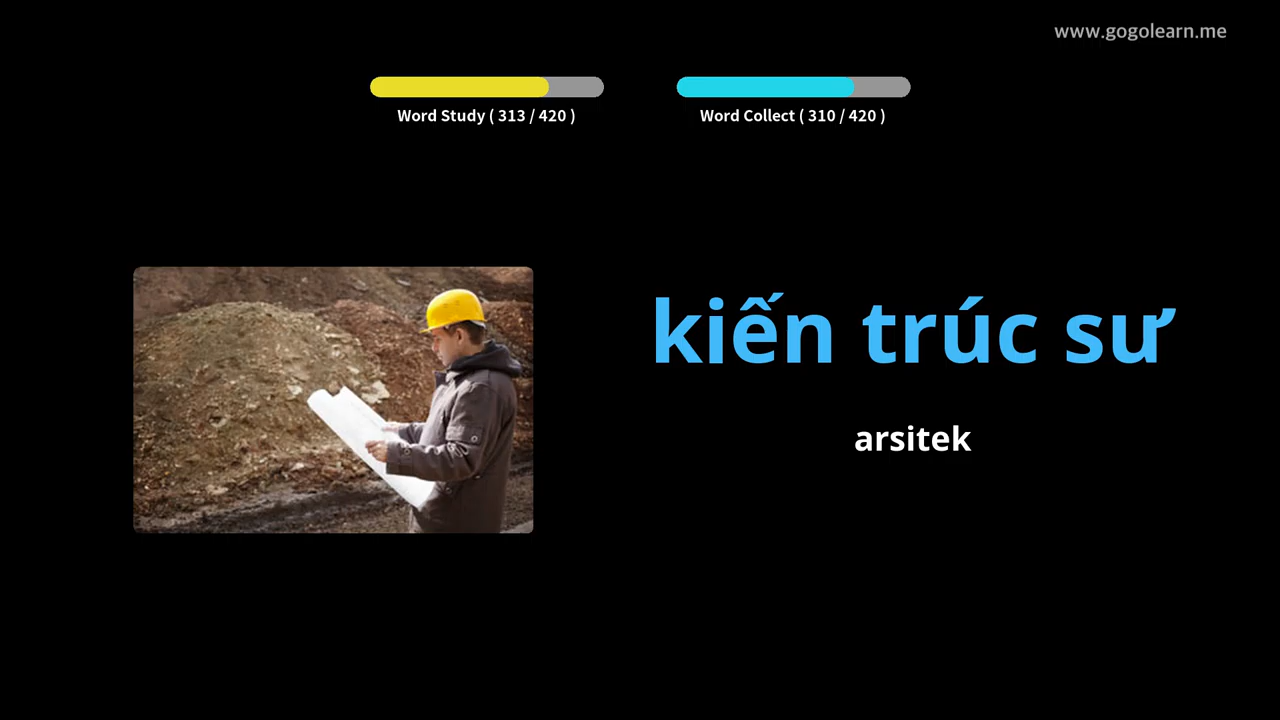 www.gogolearn.me
Word Study ( 313 / 420 )
Word Collect ( 310 / 420 )
kiến trúc sư
arsitek